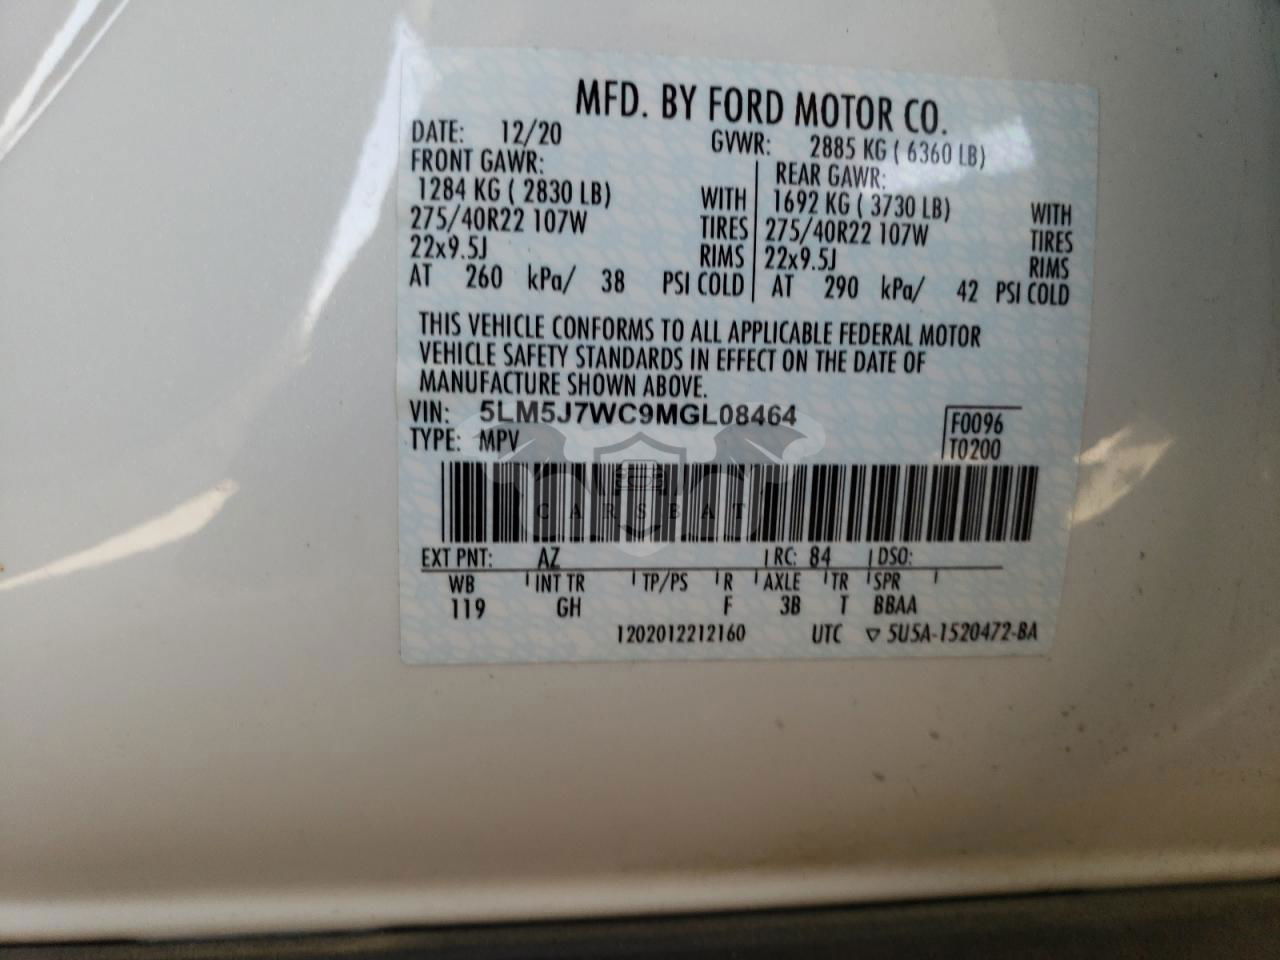 MFD. BY FORD MOTOR CO.
DATE: 12/20 GVWR: 2885 KG ( 6360 LB)
FRONT GAWR: REAR GAWR:
1284 KG ( 2830 LB) WITH 1692 KG ( 3730 LB) WITH
275/40R22 107W TIRES 275/40R22 107W TIRES
22x9.5J RIMS 22x9.5J RIMS
AT 260 kPa/ 38 PSI COLD AT 290 kPa/ 42 PSI COLD
THIS VEHICLE CONFORMS TO ALL APPLICABLE FEDERAL MOTOR
VEHICLE SAFETY STANDARDS IN EFFECT ON THE DATE OF
MANUFACTURE SHOWN ABOVE.
VIN: 5LM5J7WC9MGL08464 F0096
TYPE: MPV T0200
CARSBAT
EXT PNT: AZ RC: 84 DSO:
WB INT TR TP/PS R AXLE TR SPR
119 GH F 3B T BBAA
1202012212160 UTC ▽ 5U5A-1520472-BA